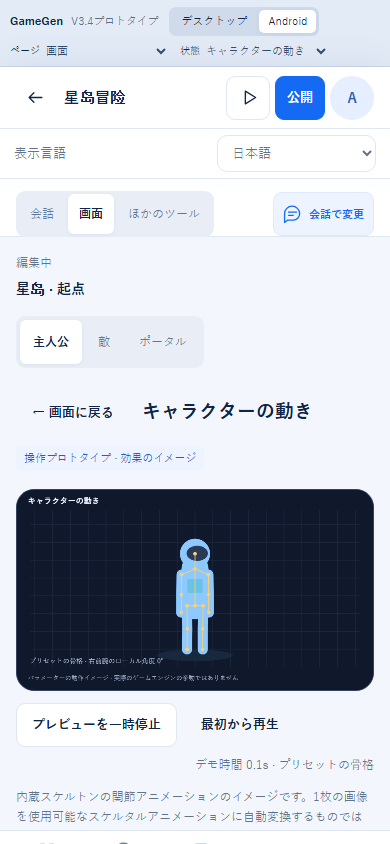 GameGen V3.4プロトタイプ デスクトップ Android
ページ 画面 状態 キャラクターの動き
星岛冒险 公開 A
表示言語 日本語
会話 画面 ほかのツール 会話で変更
編集中
星岛 · 起点
主人公 敵 ポータル
← 画面に戻る キャラクターの動き
操作プロトタイプ · 効果のイメージ
キャラクターの動き
プリセットの骨格 · 右前腕のローカル角度 0°
パラメーターの動作イメージ · 実際のゲームエンジンの挙動ではありません
プレビューを一時停止 最初から再生
デモ時間 0.1s · プリセットの骨格
内蔵スケルトンの関節アニメーションのイメージです。1枚の画像
を使用可能なスケルタルアニメーションに自動変換するものでは